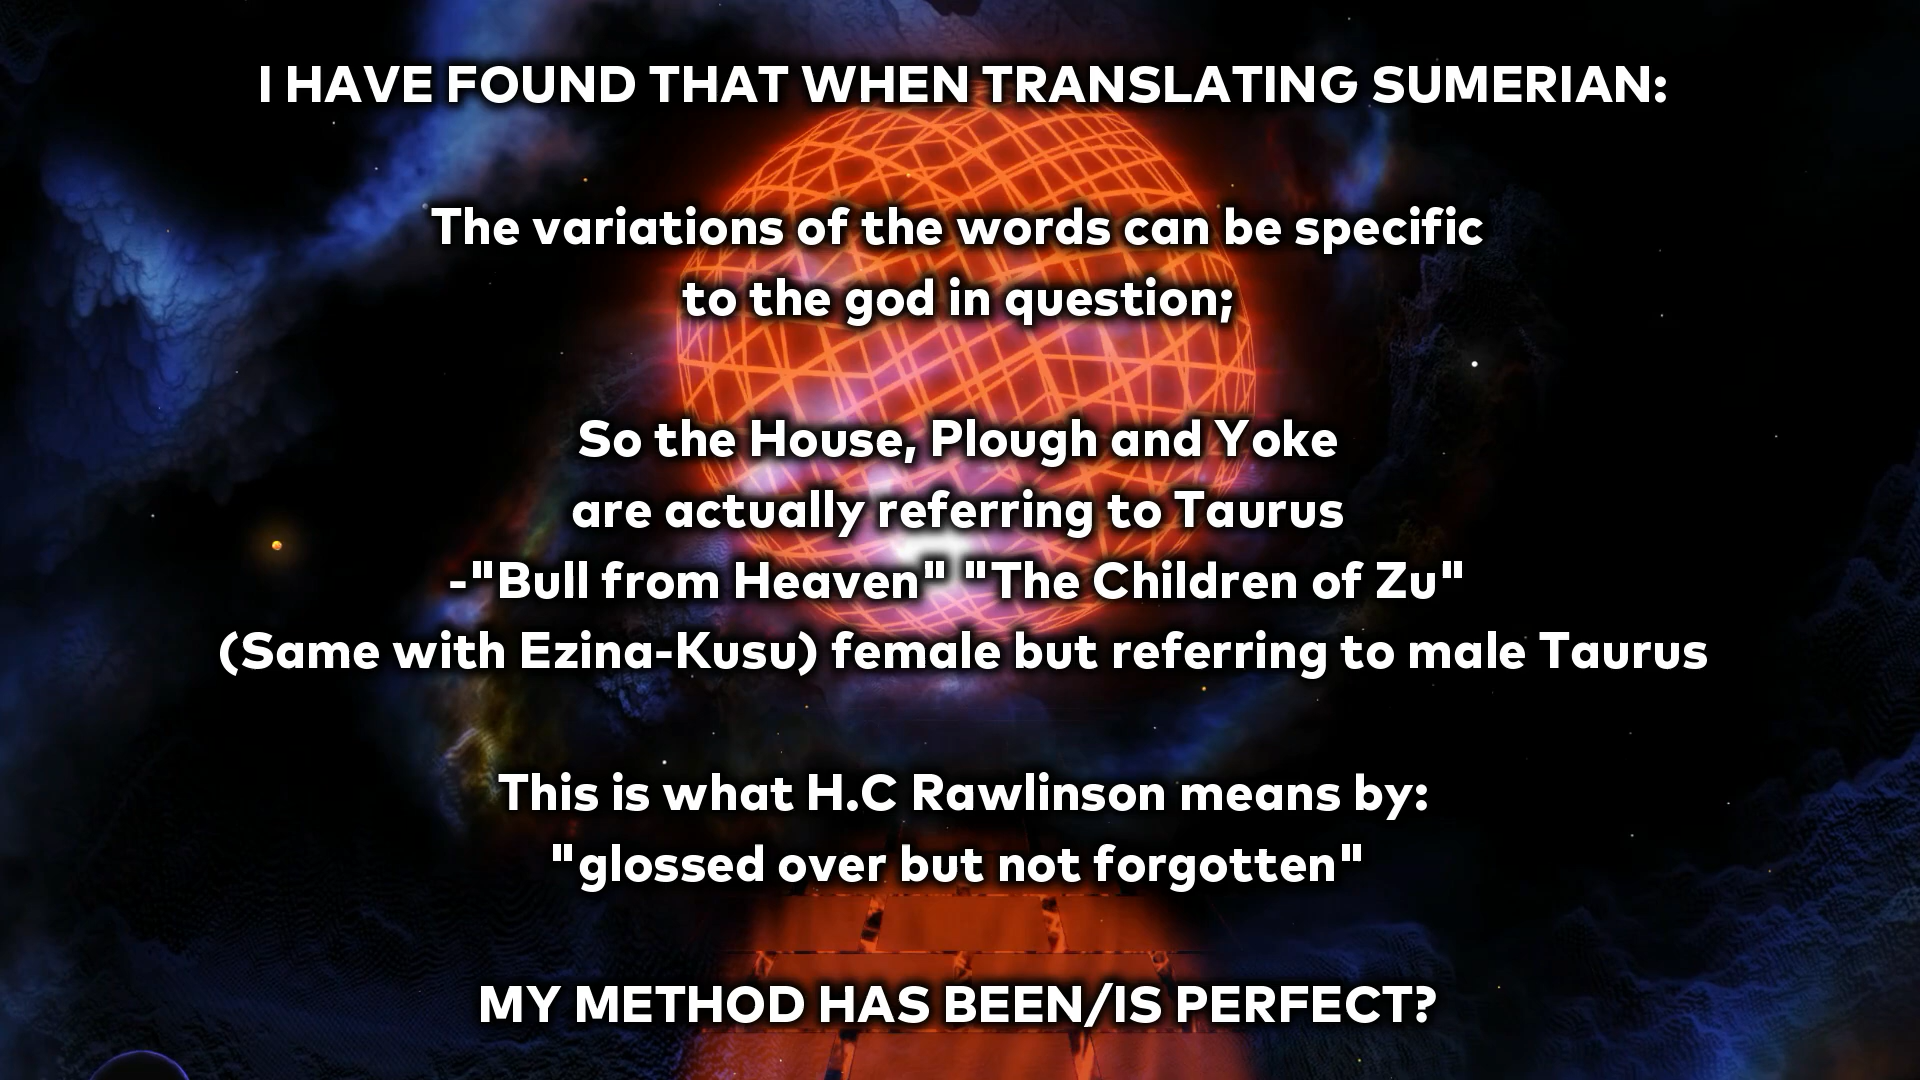 I HAVE FOUND THAT WHEN TRANSLATING SUMERIAN:
The variations of the words can be specific
to the god in question;
So the House, Plough and Yoke
are actually referring to Taurus
-"Bull from Heaven" "The Children of Zu"
(Same with Ezina-Kusu) female but referring to male Taurus
This is what H.C Rawlinson means by:
"glossed over but not forgotten"
MY METHOD HAS BEEN/IS PERFECT?